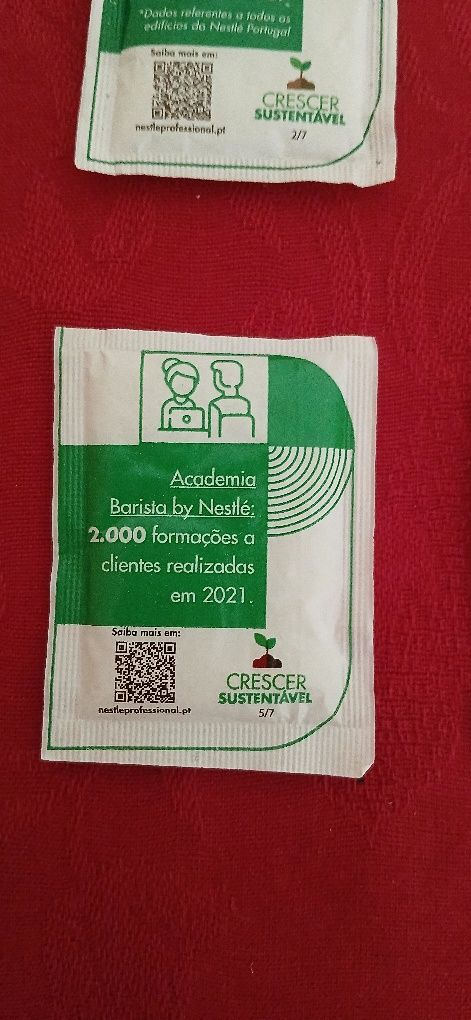 *Dados referentes a todos os
edifícios da Nestlé Portugal
Saiba mais em:
nestleprofessional.pt
CRESCER
SUSTENTÁVEL
2/7
Academia
Barista by Nestlé:
2.000 formações a
clientes realizadas
em 2021.
Saiba mais em:
nestleprofessional.pt
CRESCER
SUSTENTÁVEL
5/7